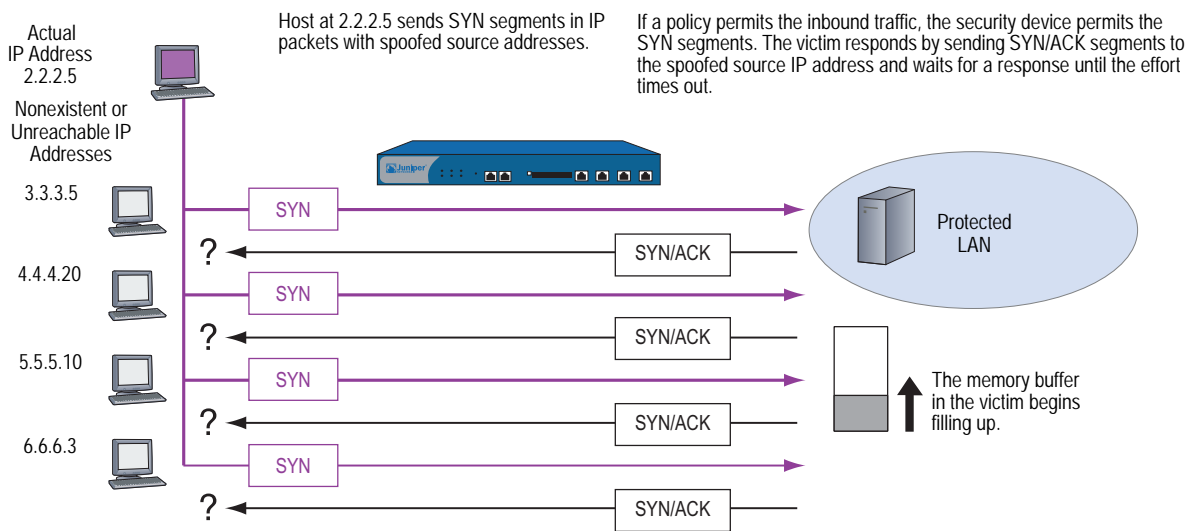 Actual
IP Address
2.2.2.5
Host at 2.2.2.5 sends SYN segments in IP
packets with spoofed source addresses.
If a policy permits the inbound traffic, the security device permits the
SYN segments. The victim responds by sending SYN/ACK segments to
the spoofed source IP address and waits for a response until the effort
times out.
Nonexistent or
Unreachable IP
Addresses
Juniper
3.3.3.5
SYN
Protected
LAN
?
SYN/ACK
4.4.4.20
SYN
?
SYN/ACK
5.5.5.10
SYN
The memory buffer
in the victim begins
filling up.
?
SYN/ACK
6.6.6.3
SYN
?
SYN/ACK